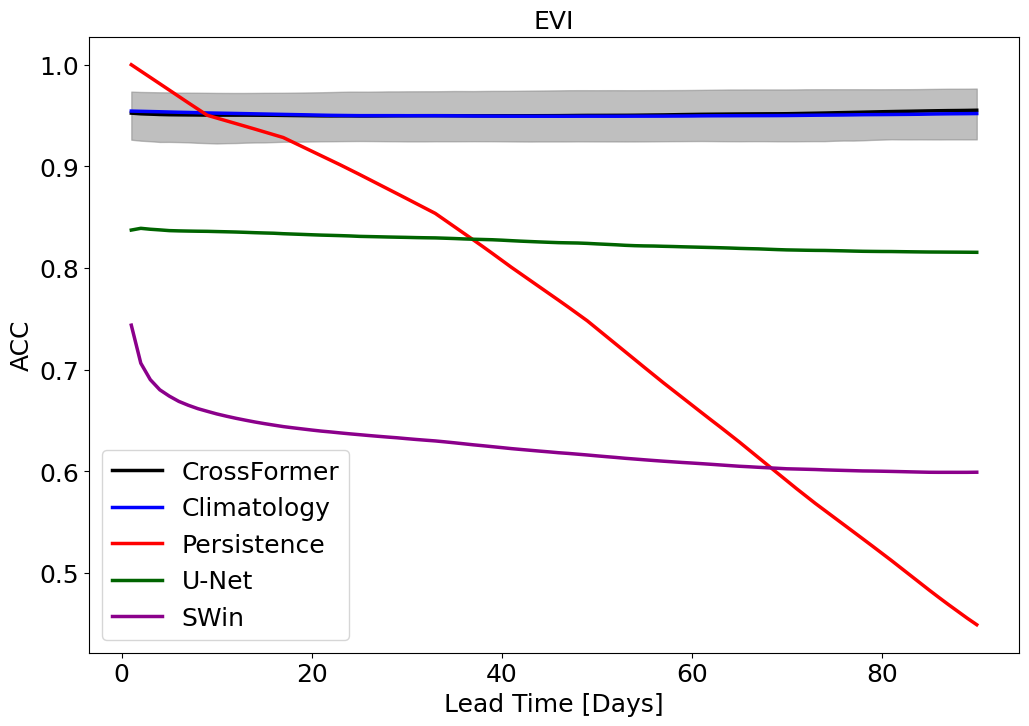 EVI
ACC
1.0
0.9
0.8
0.7
0.6
0.5
CrossFormer
Climatology
Persistence
U-Net
SWin
0 20 40 60 80
Lead Time [Days]